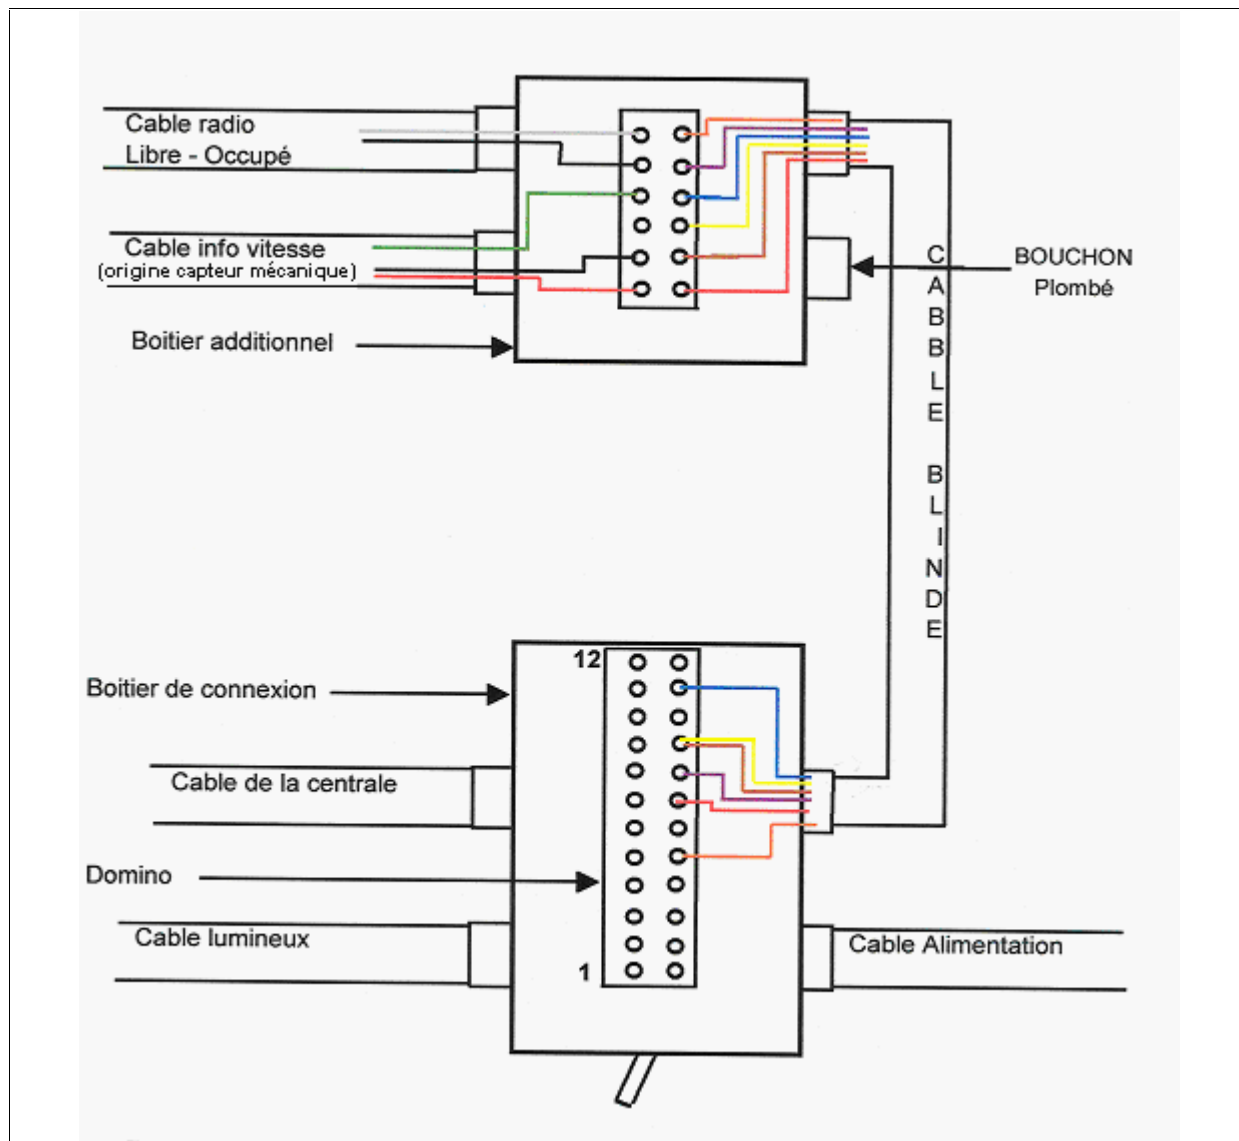 Cable radio
Libre - Occupé
Cable info vitesse
(origine capteur mécanique)
BOUCHON
Plombé
Boitier additionnel
CABBLE BLINDE
12
Boitier de connexion
Cable de la centrale
Domino
Cable lumineux
1
Cable Alimentation